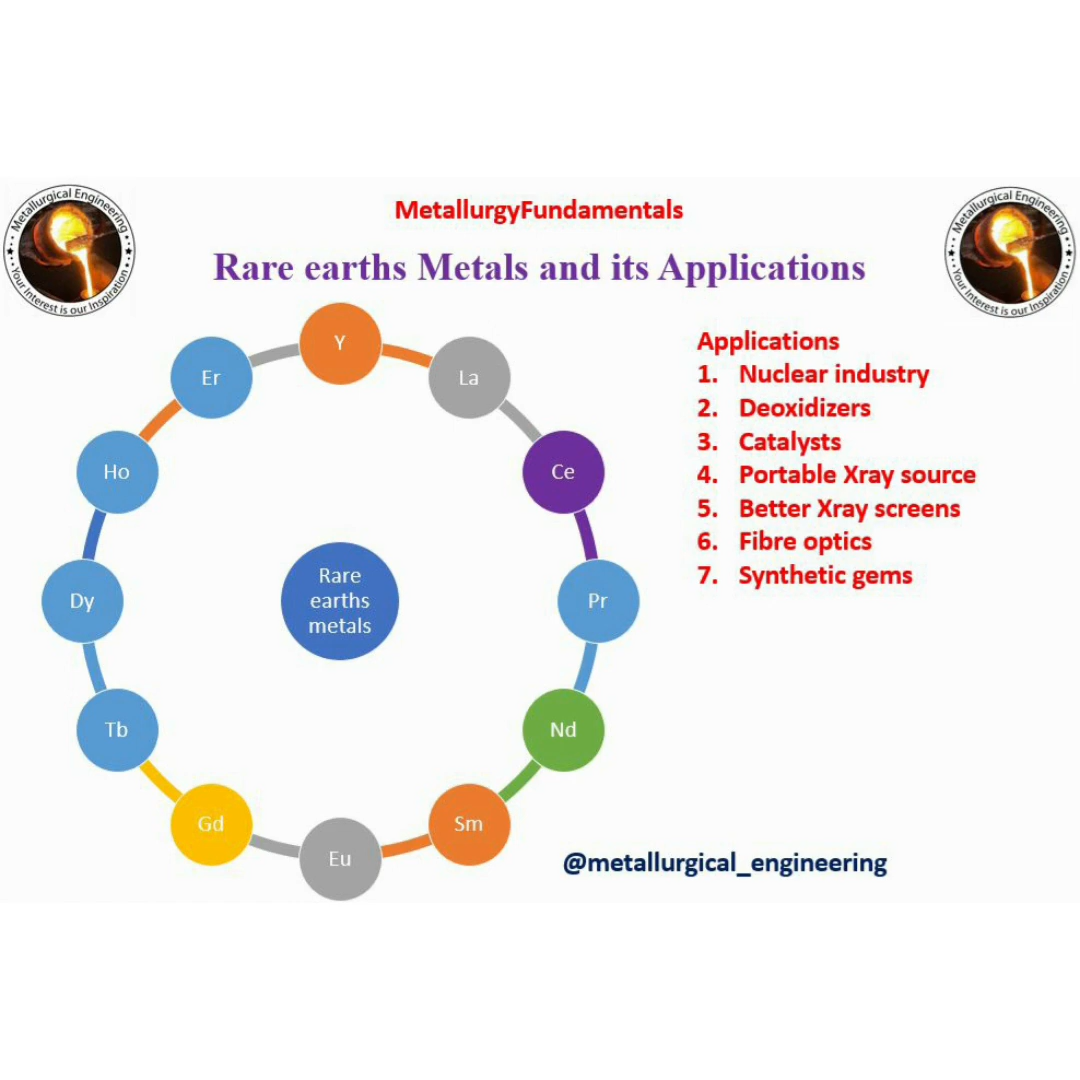 Metallurgical Engineering
Your Interest is our Inspiration
MetallurgyFundamentals
Metallurgical Engineering
Your Interest is our Inspiration
Rare earths Metals and its Applications
Y
La
Ce
Pr
Nd
Sm
Eu
Gd
Tb
Dy
Ho
Er
Rare
earths
metals
Applications
1. Nuclear industry
2. Deoxidizers
3. Catalysts
4. Portable Xray source
5. Better Xray screens
6. Fibre optics
7. Synthetic gems
@metallurgical_engineering